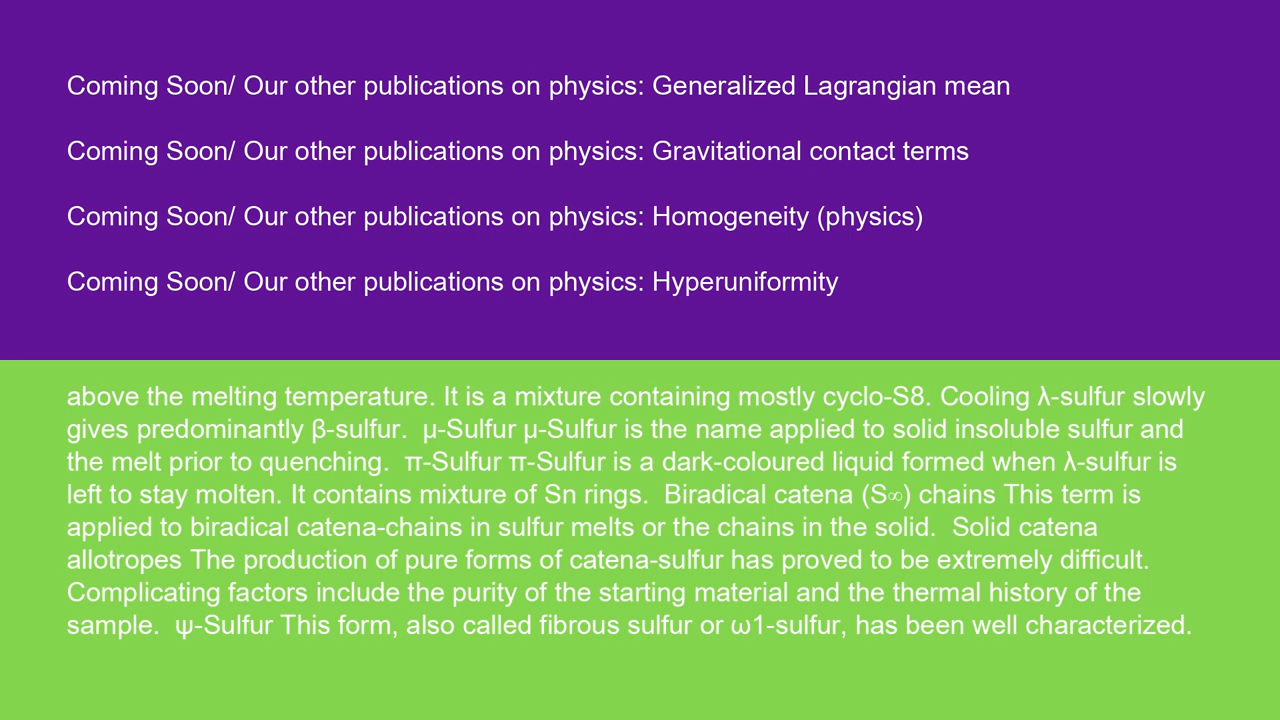 Coming Soon/ Our other publications on physics: Generalized Lagrangian mean
Coming Soon/ Our other publications on physics: Gravitational contact terms
Coming Soon/ Our other publications on physics: Homogeneity (physics)
Coming Soon/ Our other publications on physics: Hyperuniformity
above the melting temperature. It is a mixture containing mostly cyclo-S8. Cooling λ-sulfur slowly
gives predominantly β-sulfur.  μ-Sulfur μ-Sulfur is the name applied to solid insoluble sulfur and
the melt prior to quenching.  π-Sulfur π-Sulfur is a dark-coloured liquid formed when λ-sulfur is
left to stay molten. It contains mixture of Sn rings.  Biradical catena (S∞) chains This term is
applied to biradical catena-chains in sulfur melts or the chains in the solid.  Solid catena
allotropes The production of pure forms of catena-sulfur has proved to be extremely difficult.
Complicating factors include the purity of the starting material and the thermal history of the
sample.  ψ-Sulfur This form, also called fibrous sulfur or ω1-sulfur, has been well characterized.